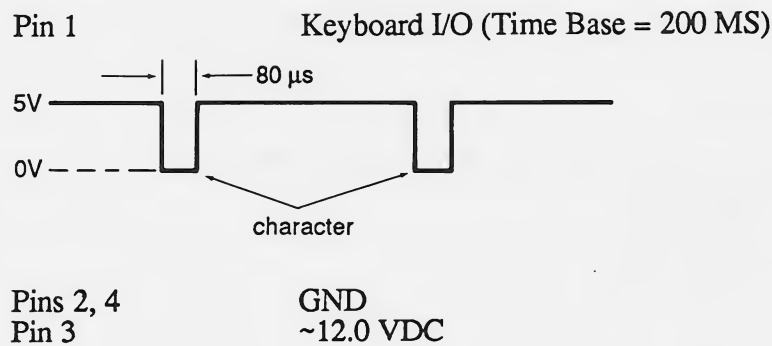 Pin 1 Keyboard I/O (Time Base = 200 MS)
80 µs
5V
0V
character
Pins 2, 4 GND
Pin 3 ~12.0 VDC